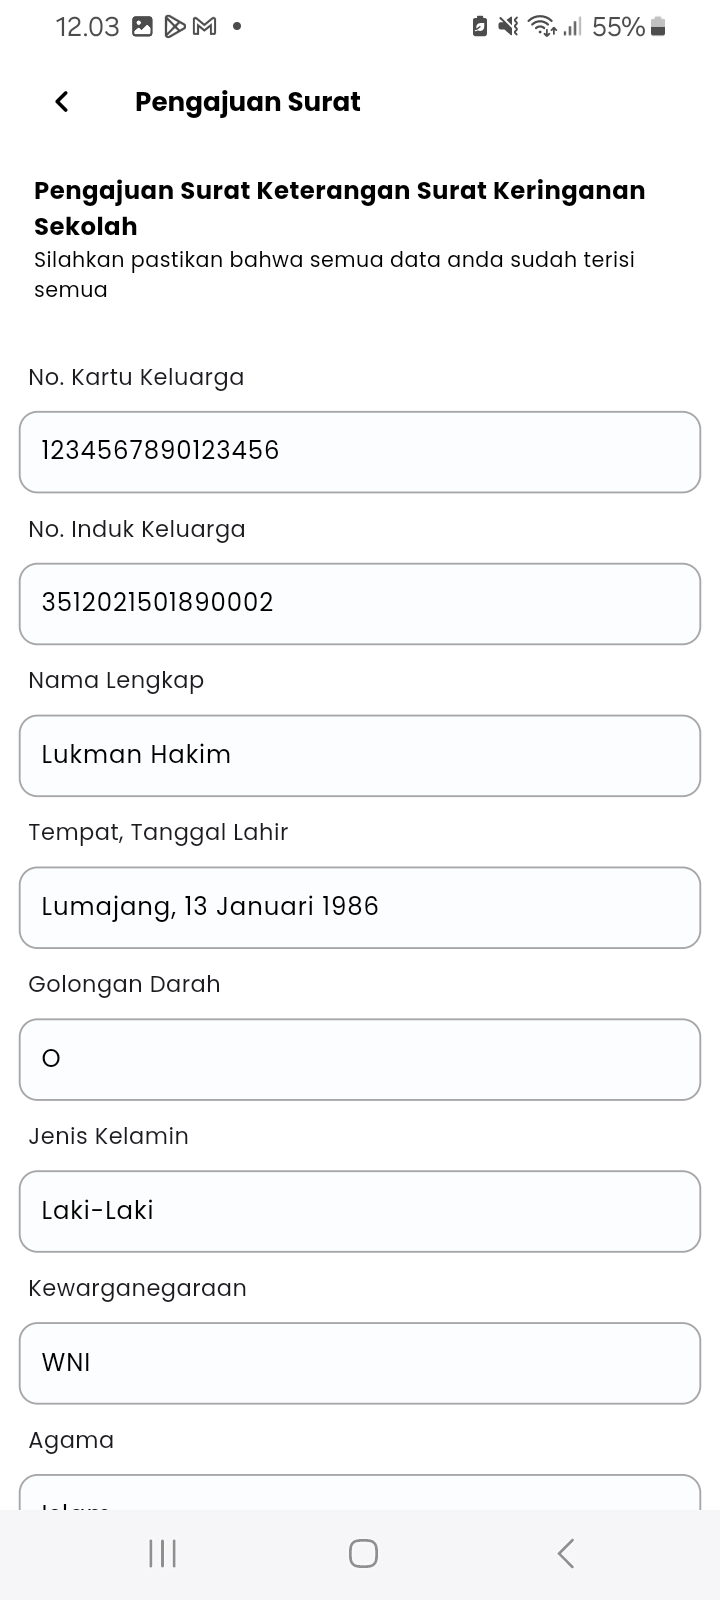 12.03
55%
Pengajuan Surat
Pengajuan Surat Keterangan Surat Keringanan
Sekolah
Silahkan pastikan bahwa semua data anda sudah terisi
semua
No. Kartu Keluarga
1234567890123456
No. Induk Keluarga
3512021501890002
Nama Lengkap
Lukman Hakim
Tempat, Tanggal Lahir
Lumajang, 13 Januari 1986
Golongan Darah
O
Jenis Kelamin
Laki-Laki
Kewarganegaraan
WNI
Agama
Islam